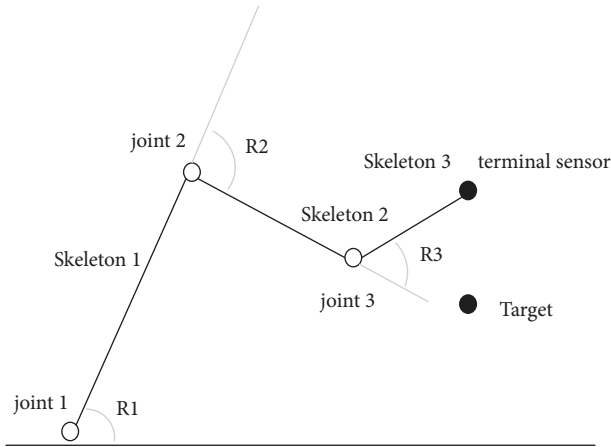 joint 2
R2
Skeleton 3
terminal sensor
Skeleton 2
Skeleton 1
R3
joint 3
Target
joint 1
R1